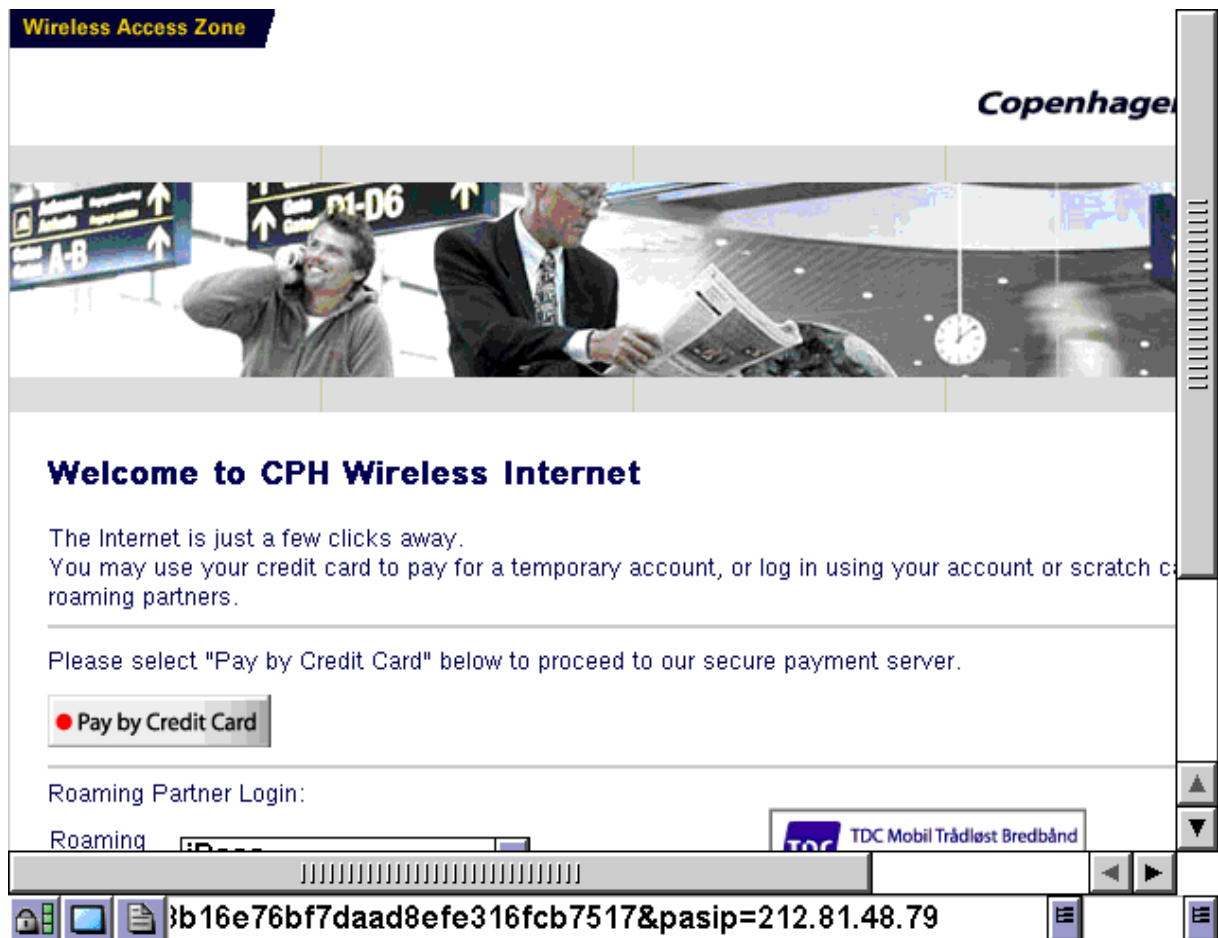 Wireless Access Zone
Copenhage
A-B
D1-D6
Welcome to CPH Wireless Internet
The Internet is just a few clicks away.
You may use your credit card to pay for a temporary account, or log in using your account or scratch
roaming partners.
Please select "Pay by Credit Card" below to proceed to our secure payment server.
Pay by Credit Card
Roaming Partner Login:
Roaming
TDC Mobil Trådløst Bredbånd
TDC
b16e76bf7daad8efe316fcb7517&pasip=212.81.48.79